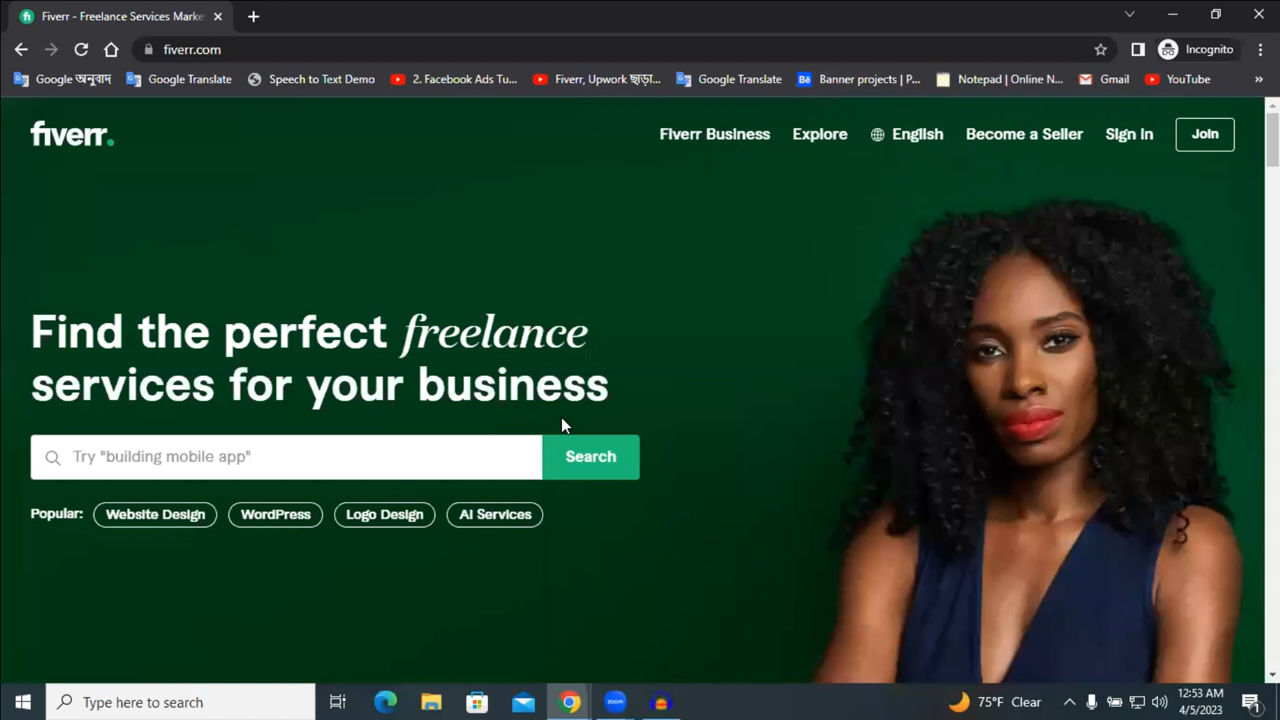 Fiverr - Freelance Services Marke
fiverr.com
Incognito
Google অনুবাদ
Google Translate
Speech to Text Demo
2. Facebook Ads Tu...
Fiverr, Upwork ছাড়া...
Google Translate
Banner projects | P...
Notepad | Online N...
Gmail
YouTube
fiverr.
Fiverr Business
Explore
English
Become a Seller
Sign in
Join
Find the perfect freelance
services for your business
Try "building mobile app"
Search
Popular:
Website Design
WordPress
Logo Design
AI Services
Type here to search
zoom
75°F Clear
12:53 AM
4/5/2023
1